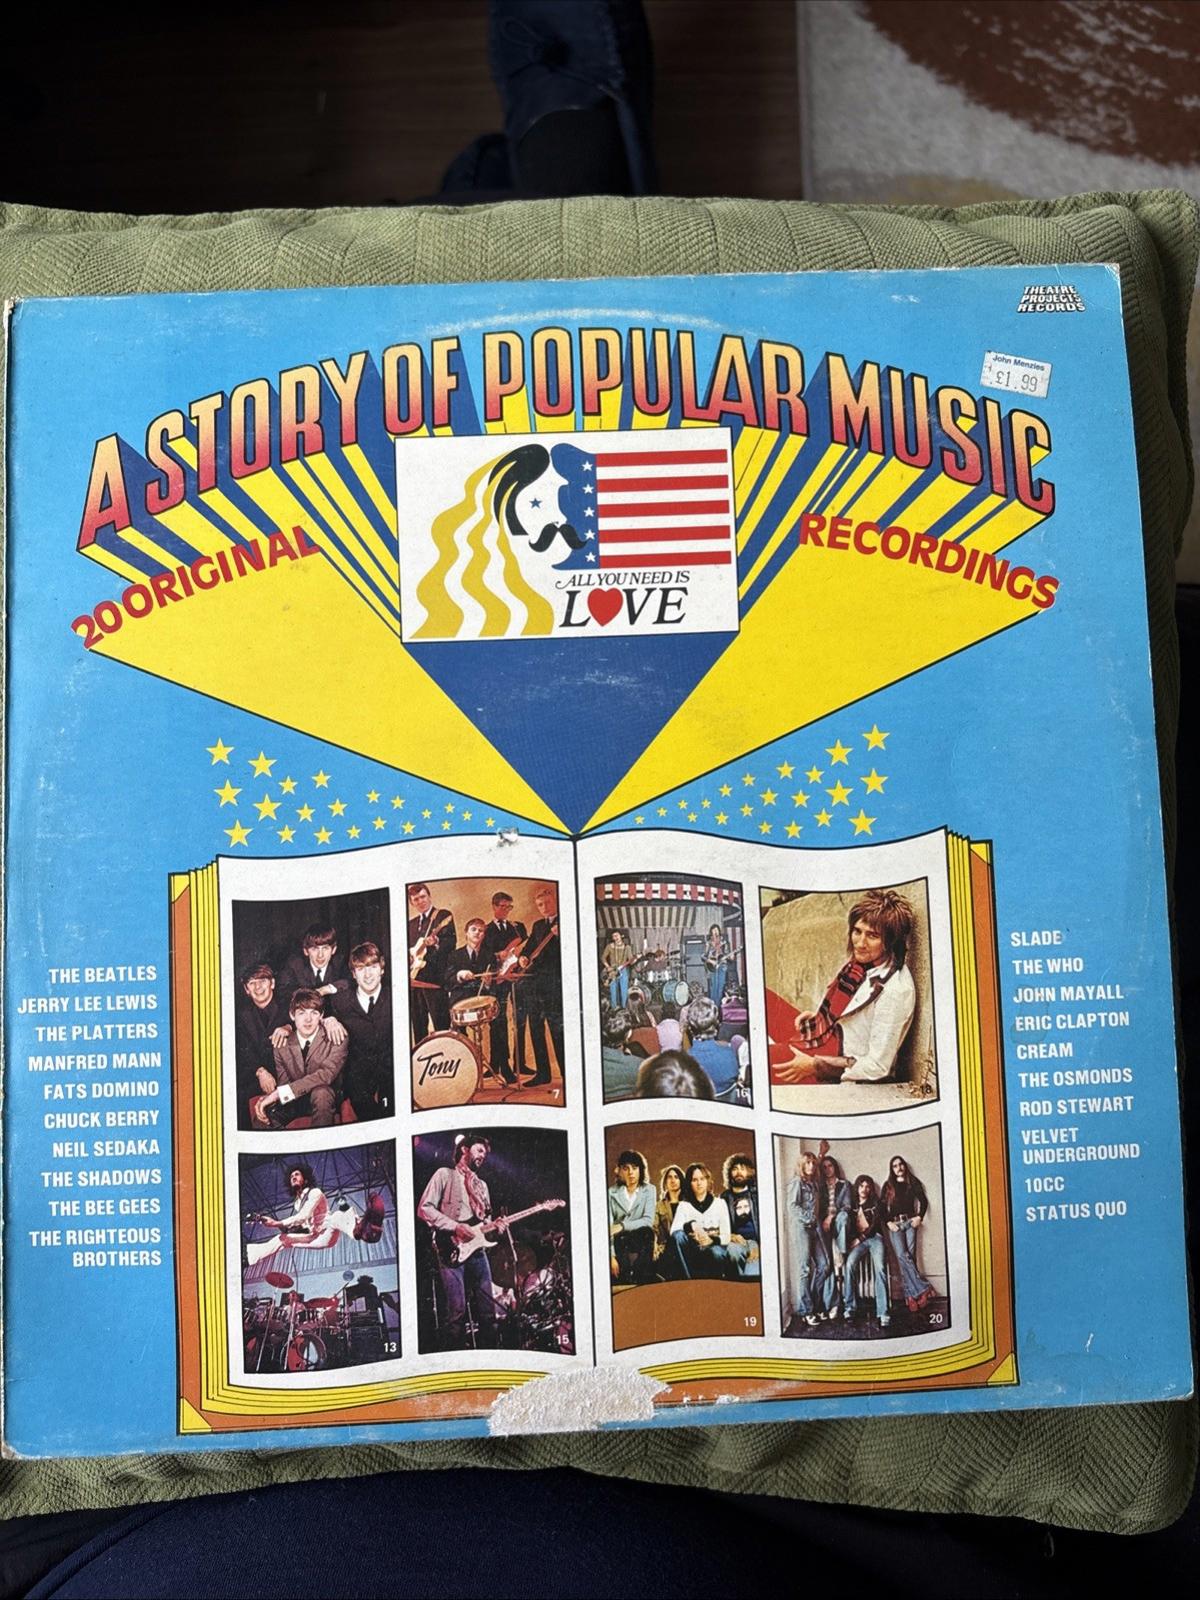 THEATRE
PROJECTS
RECORDS
John Menzies
£1.99
A STORY OF POPULAR MUSIC
20 ORIGINAL RECORDINGS
ALL YOU NEED IS
LOVE
THE BEATLES
JERRY LEE LEWIS
THE PLATTERS
MANFRED MANN
FATS DOMINO
CHUCK BERRY
NEIL SEDAKA
THE SHADOWS
THE BEE GEES
THE RIGHTEOUS
BROTHERS
1
Tony
7
16
18
13
15
19
20
SLADE
THE WHO
JOHN MAYALL
ERIC CLAPTON
CREAM
THE OSMONDS
ROD STEWART
VELVET
UNDERGROUND
10CC
STATUS QUO